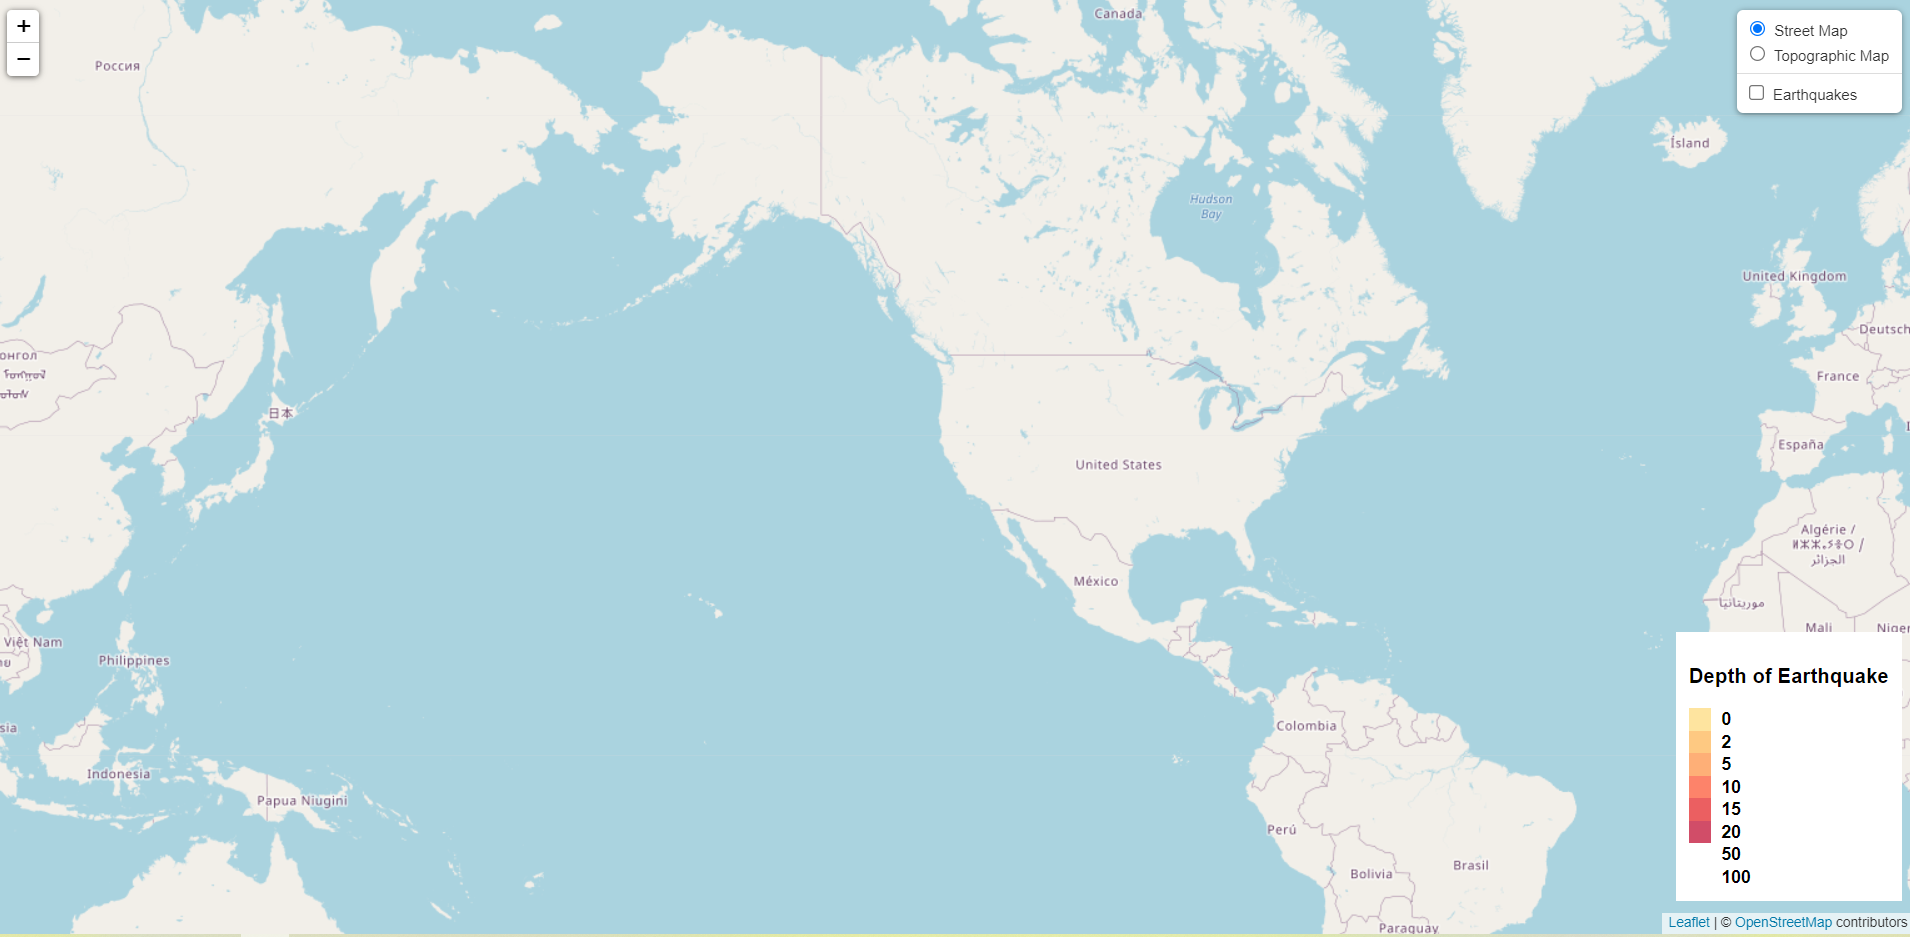 +
−
Street Map
Topographic Map
Earthquakes
Canada
Россия
Ísland
Hudson
Bay
United Kingdom
Deutsch
онгол
France
日本
España
United States
Algérie /
ⵍⵣⵣⴰⵢⴻⵔ /
الجزائر
México
موريتانيا
Mali
Niger
Việt Nam
Philippines
sia
Colombia
Indonesia
Papua Niugini
Perú
Bolivia
Brasil
Paraguay
Depth of Earthquake
0
2
5
10
15
20
50
100
Leaflet | © OpenStreetMap contributors